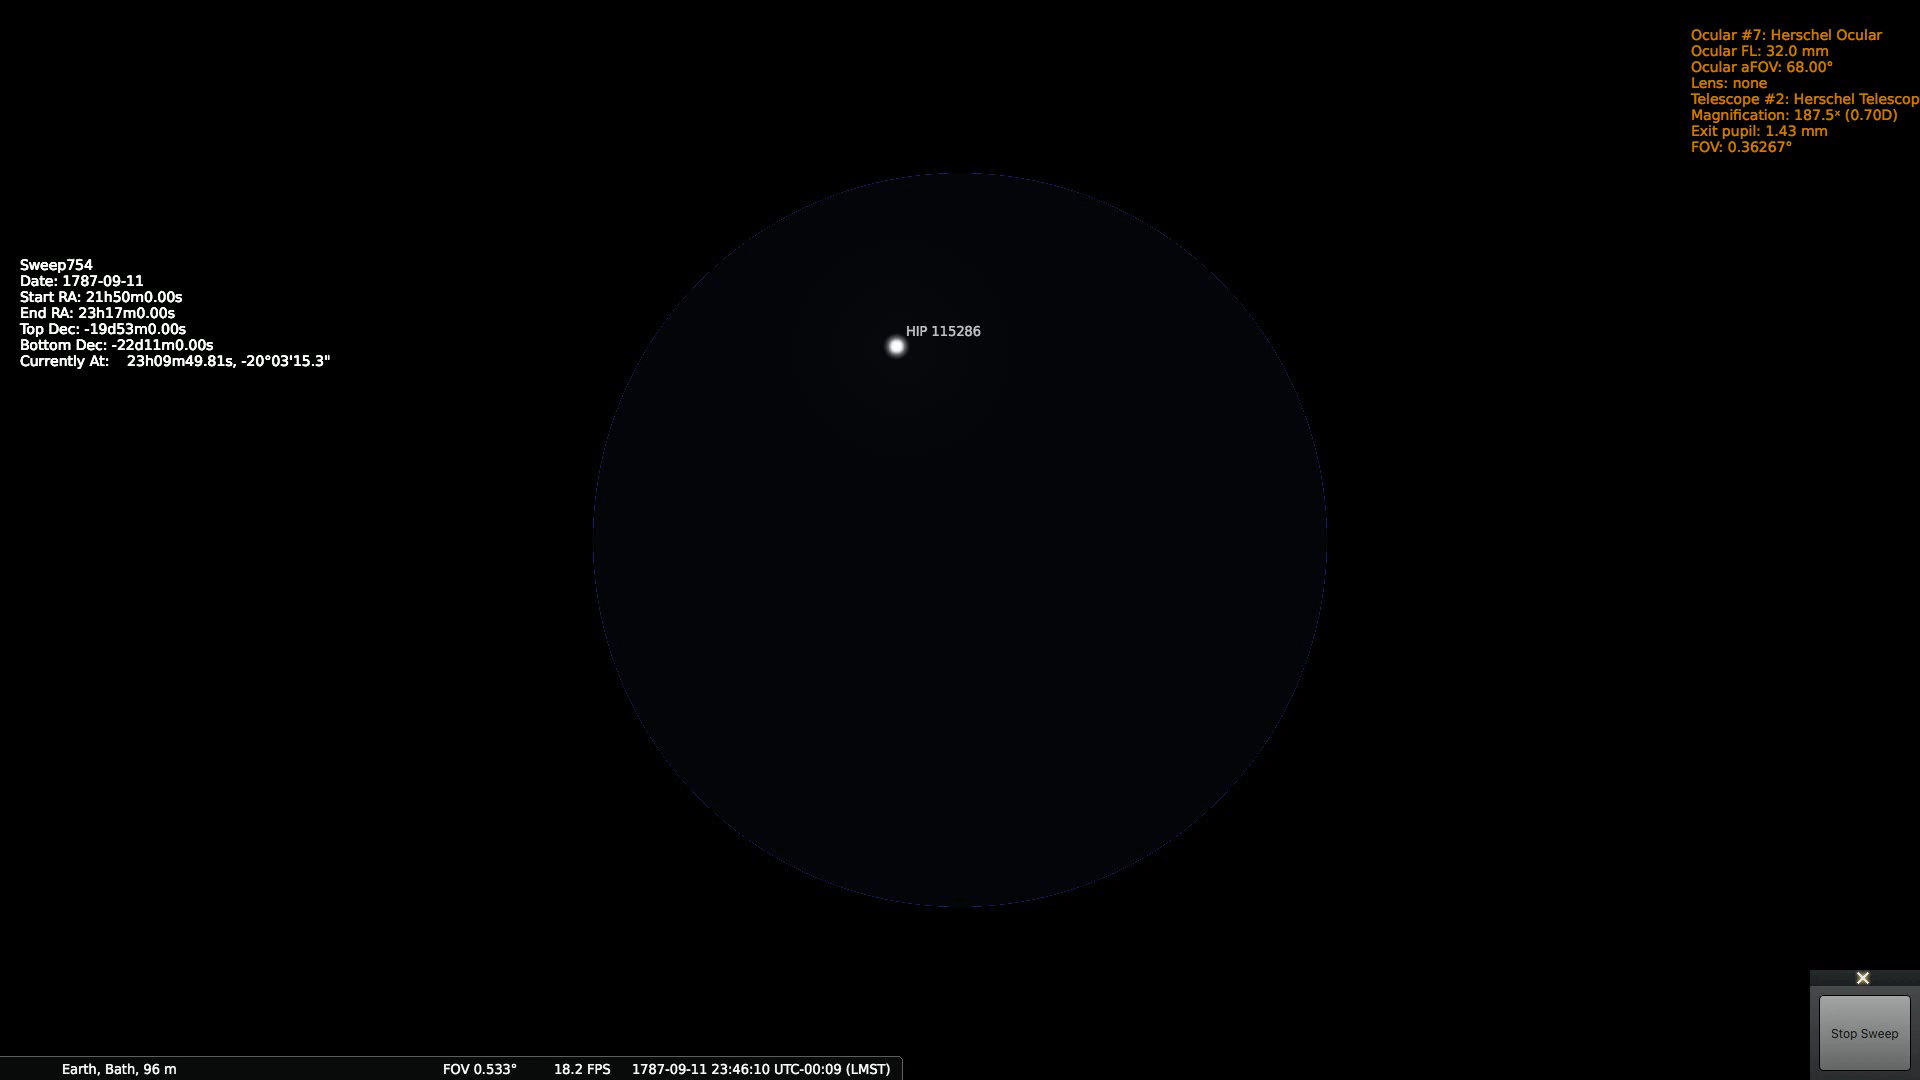 Ocular #7: Herschel Ocular
Ocular FL: 32.0 mm
Ocular aFOV: 68.00°
Lens: none
Telescope #2: Herschel Telescop
Magnification: 187.5ˣ (0.70D)
Exit pupil: 1.43 mm
FOV: 0.36267°
Sweep754
Date: 1787-09-11
Start RA: 21h50m0.00s
End RA: 23h17m0.00s
Top Dec: -19d53m0.00s
Bottom Dec: -22d11m0.00s
Currently At: 23h09m49.81s, -20°03'15.3"
HIP 115286
Stop Sweep
Earth, Bath, 96 m FOV 0.533° 18.2 FPS 1787-09-11 23:46:10 UTC-00:09 (LMST)